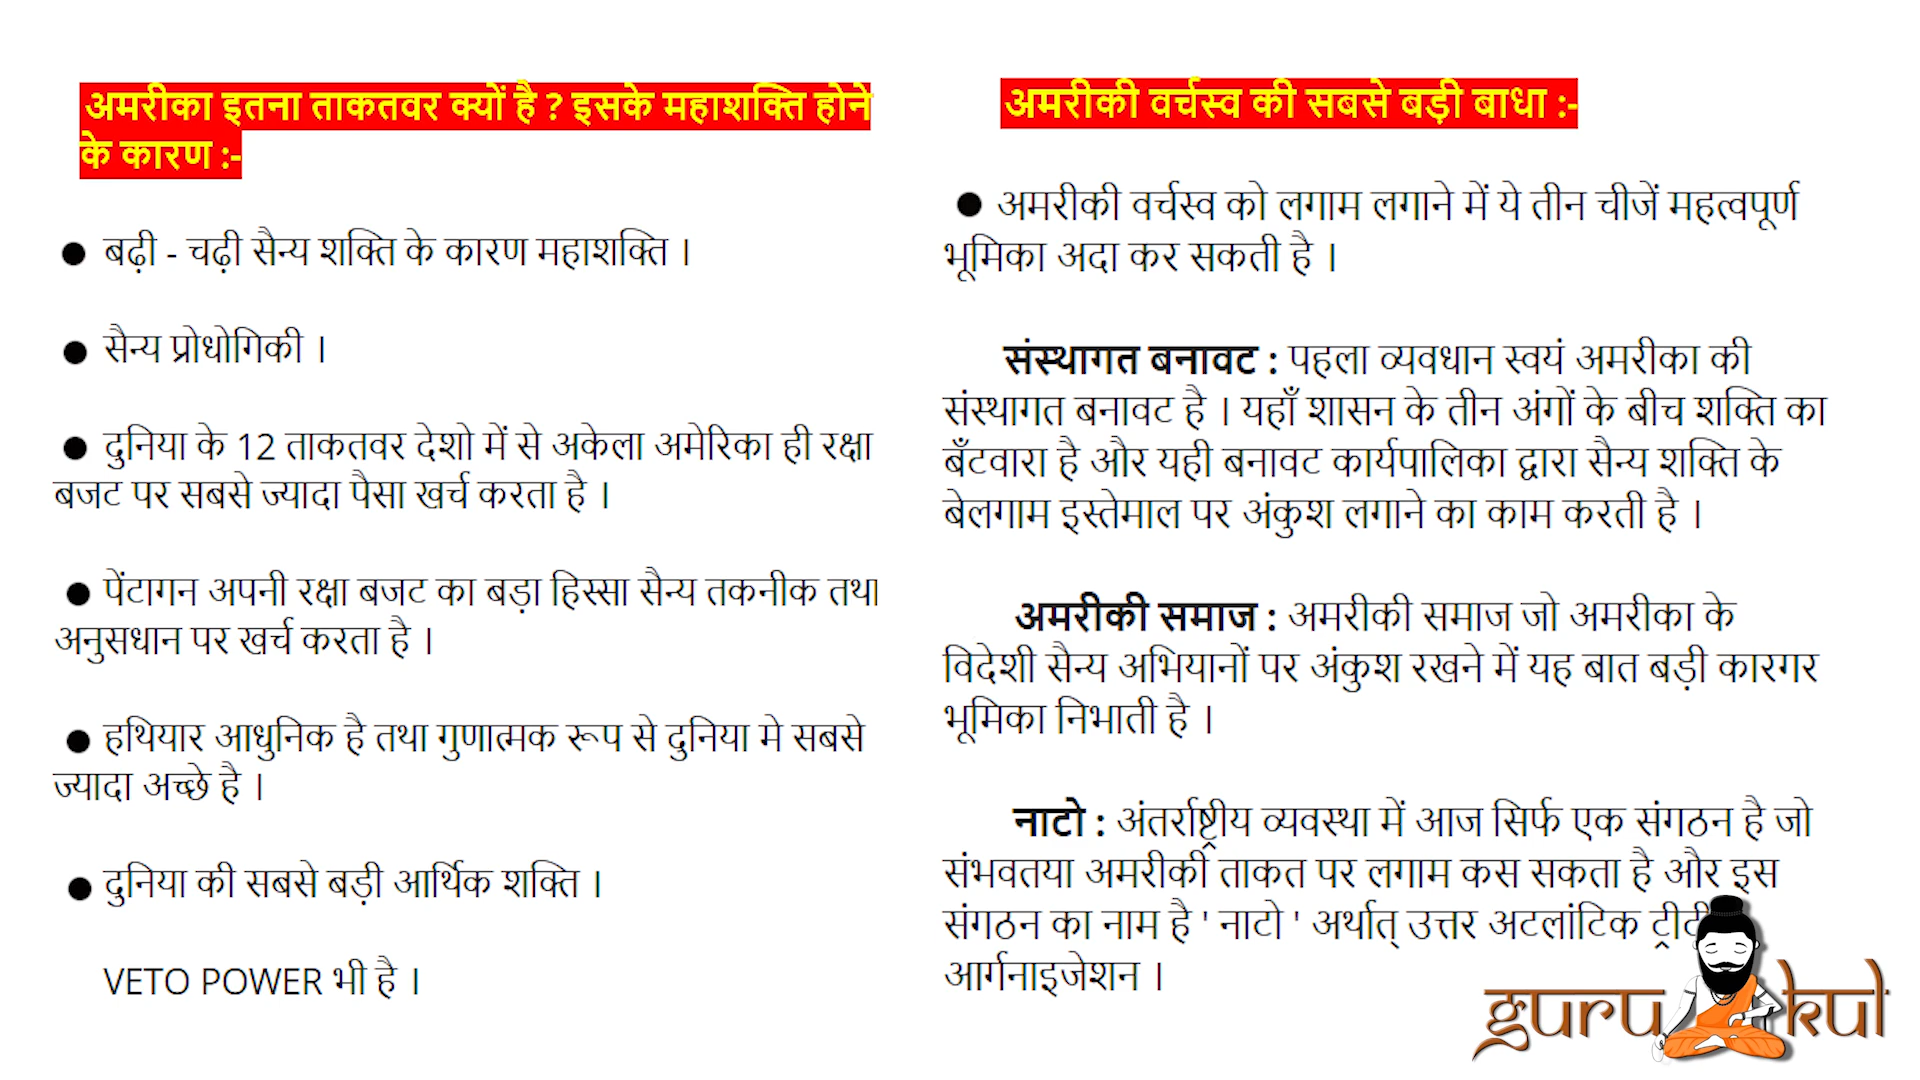 अमरीका इतना ताकतवर क्यों है ? इसके महाशक्ति होने
के कारण :-
● बढ़ी - चढ़ी सैन्य शक्ति के कारण महाशक्ति ।
● सैन्य प्रोधोगिकी ।
● दुनिया के 12 ताकतवर देशो में से अकेला अमेरिका ही रक्षा
बजट पर सबसे ज्यादा पैसा खर्च करता है ।
● पेंटागन अपनी रक्षा बजट का बड़ा हिस्सा सैन्य तकनीक तथा
अनुसधान पर खर्च करता है ।
● हथियार आधुनिक है तथा गुणात्मक रूप से दुनिया मे सबसे
ज्यादा अच्छे है ।
● दुनिया की सबसे बड़ी आर्थिक शक्ति ।
VETO POWER भी है ।
अमरीकी वर्चस्व की सबसे बड़ी बाधा :-
● अमरीकी वर्चस्व को लगाम लगाने में ये तीन चीजें महत्वपूर्ण
भूमिका अदा कर सकती है ।
संस्थागत बनावट : पहला व्यवधान स्वयं अमरीका की
संस्थागत बनावट है । यहाँ शासन के तीन अंगों के बीच शक्ति का
बँटवारा है और यही बनावट कार्यपालिका द्वारा सैन्य शक्ति के
बेलगाम इस्तेमाल पर अंकुश लगाने का काम करती है ।
अमरीकी समाज : अमरीकी समाज जो अमरीका के
विदेशी सैन्य अभियानों पर अंकुश रखने में यह बात बड़ी कारगर
भूमिका निभाती है ।
नाटो : अंतर्राष्ट्रीय व्यवस्था में आज सिर्फ एक संगठन है जो
संभवतया अमरीकी ताकत पर लगाम कस सकता है और इस
संगठन का नाम है ' नाटो ' अर्थात् उत्तर अटलांटिक
आर्गनाइजेशन ।
gurukul